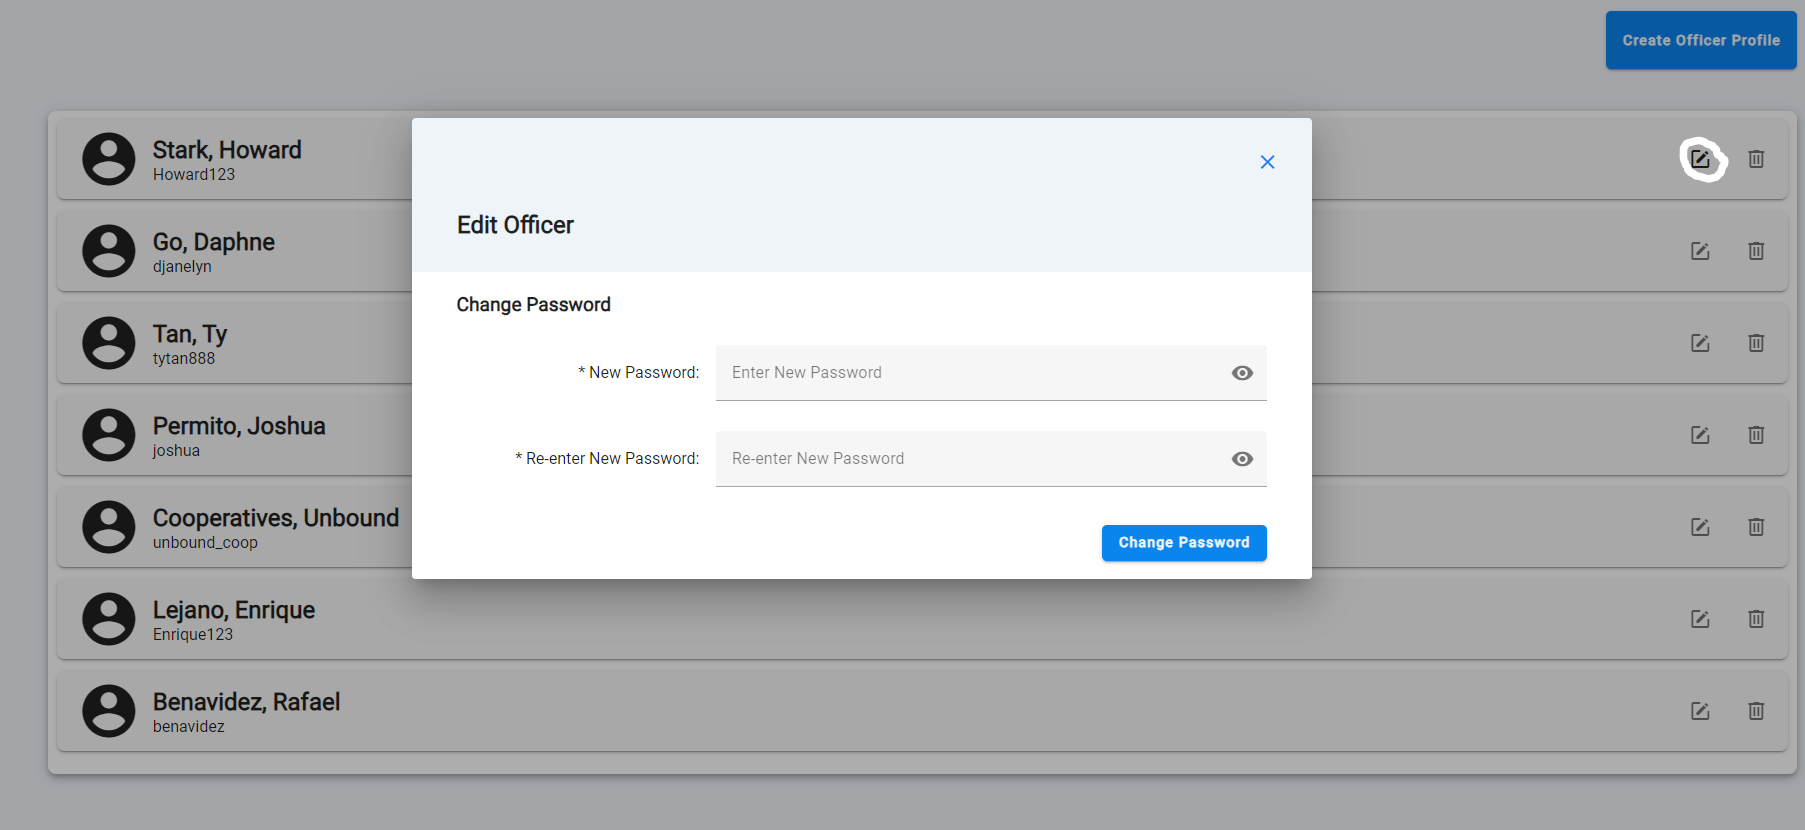 Create Officer Profile
Stark, Howard
Howard123
Go, Daphne
djanelyn
Tan, Ty
tytan888
Permito, Joshua
joshua
Cooperatives, Unbound
unbound_coop
Lejano, Enrique
Enrique123
Benavidez, Rafael
benavidez
Edit Officer
Change Password
* New Password: Enter New Password
* Re-enter New Password: Re-enter New Password
Change Password